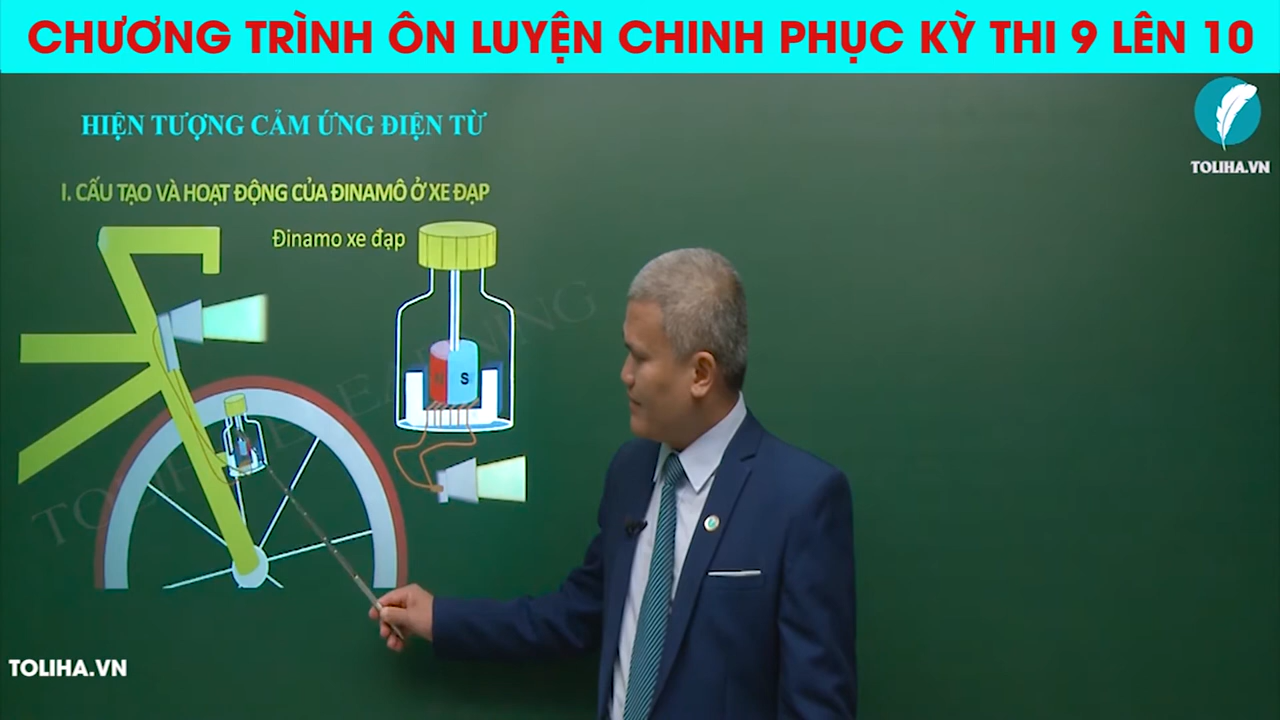 CHƯƠNG TRÌNH ÔN LUYỆN CHINH PHỤC KỲ THI 9 LÊN 10
TOLIHA.VN
HIỆN TƯỢNG CẢM ỨNG ĐIỆN TỪ
I. CẤU TẠO VÀ HOẠT ĐỘNG CỦA ĐINAMÔ Ở XE ĐẠP
Đinamo xe đạp
N S
TOLIHA.VN